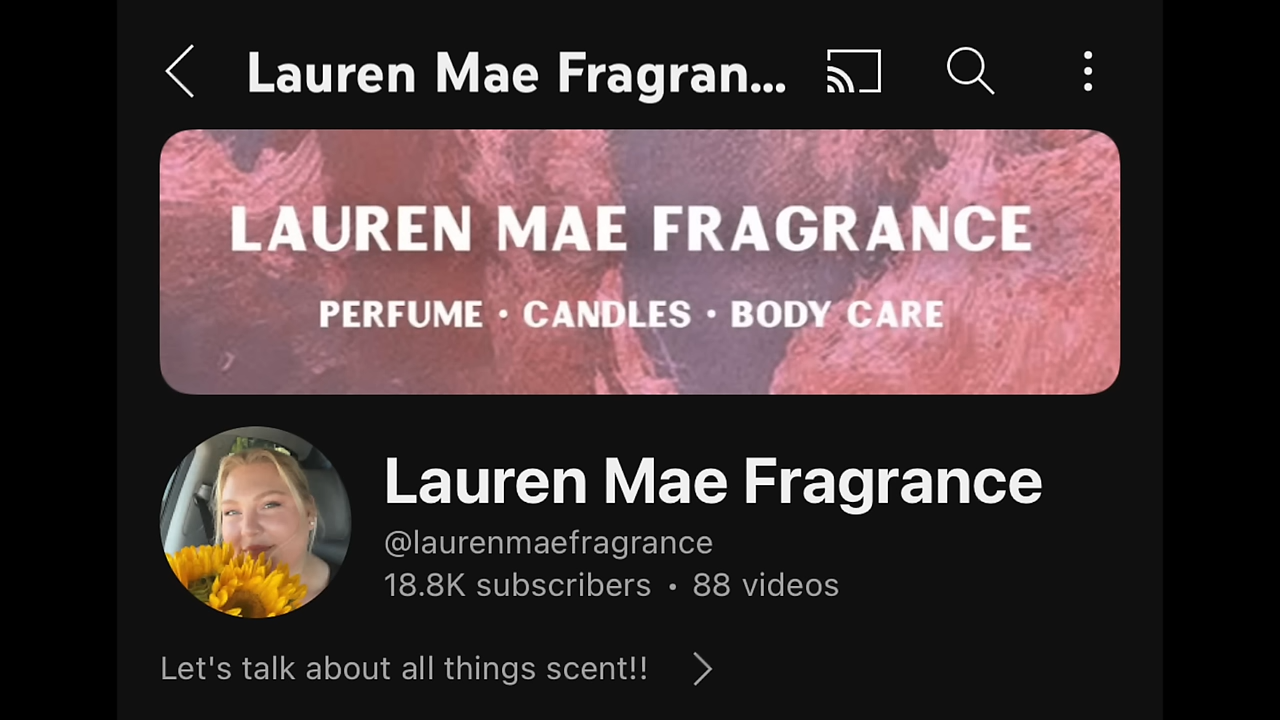 Lauren Mae Fragran...
LAUREN MAE FRAGRANCE
PERFUME • CANDLES • BODY CARE
Lauren Mae Fragrance
@laurenmaefragrance
18.8K subscribers • 88 videos
Let's talk about all things scent!!